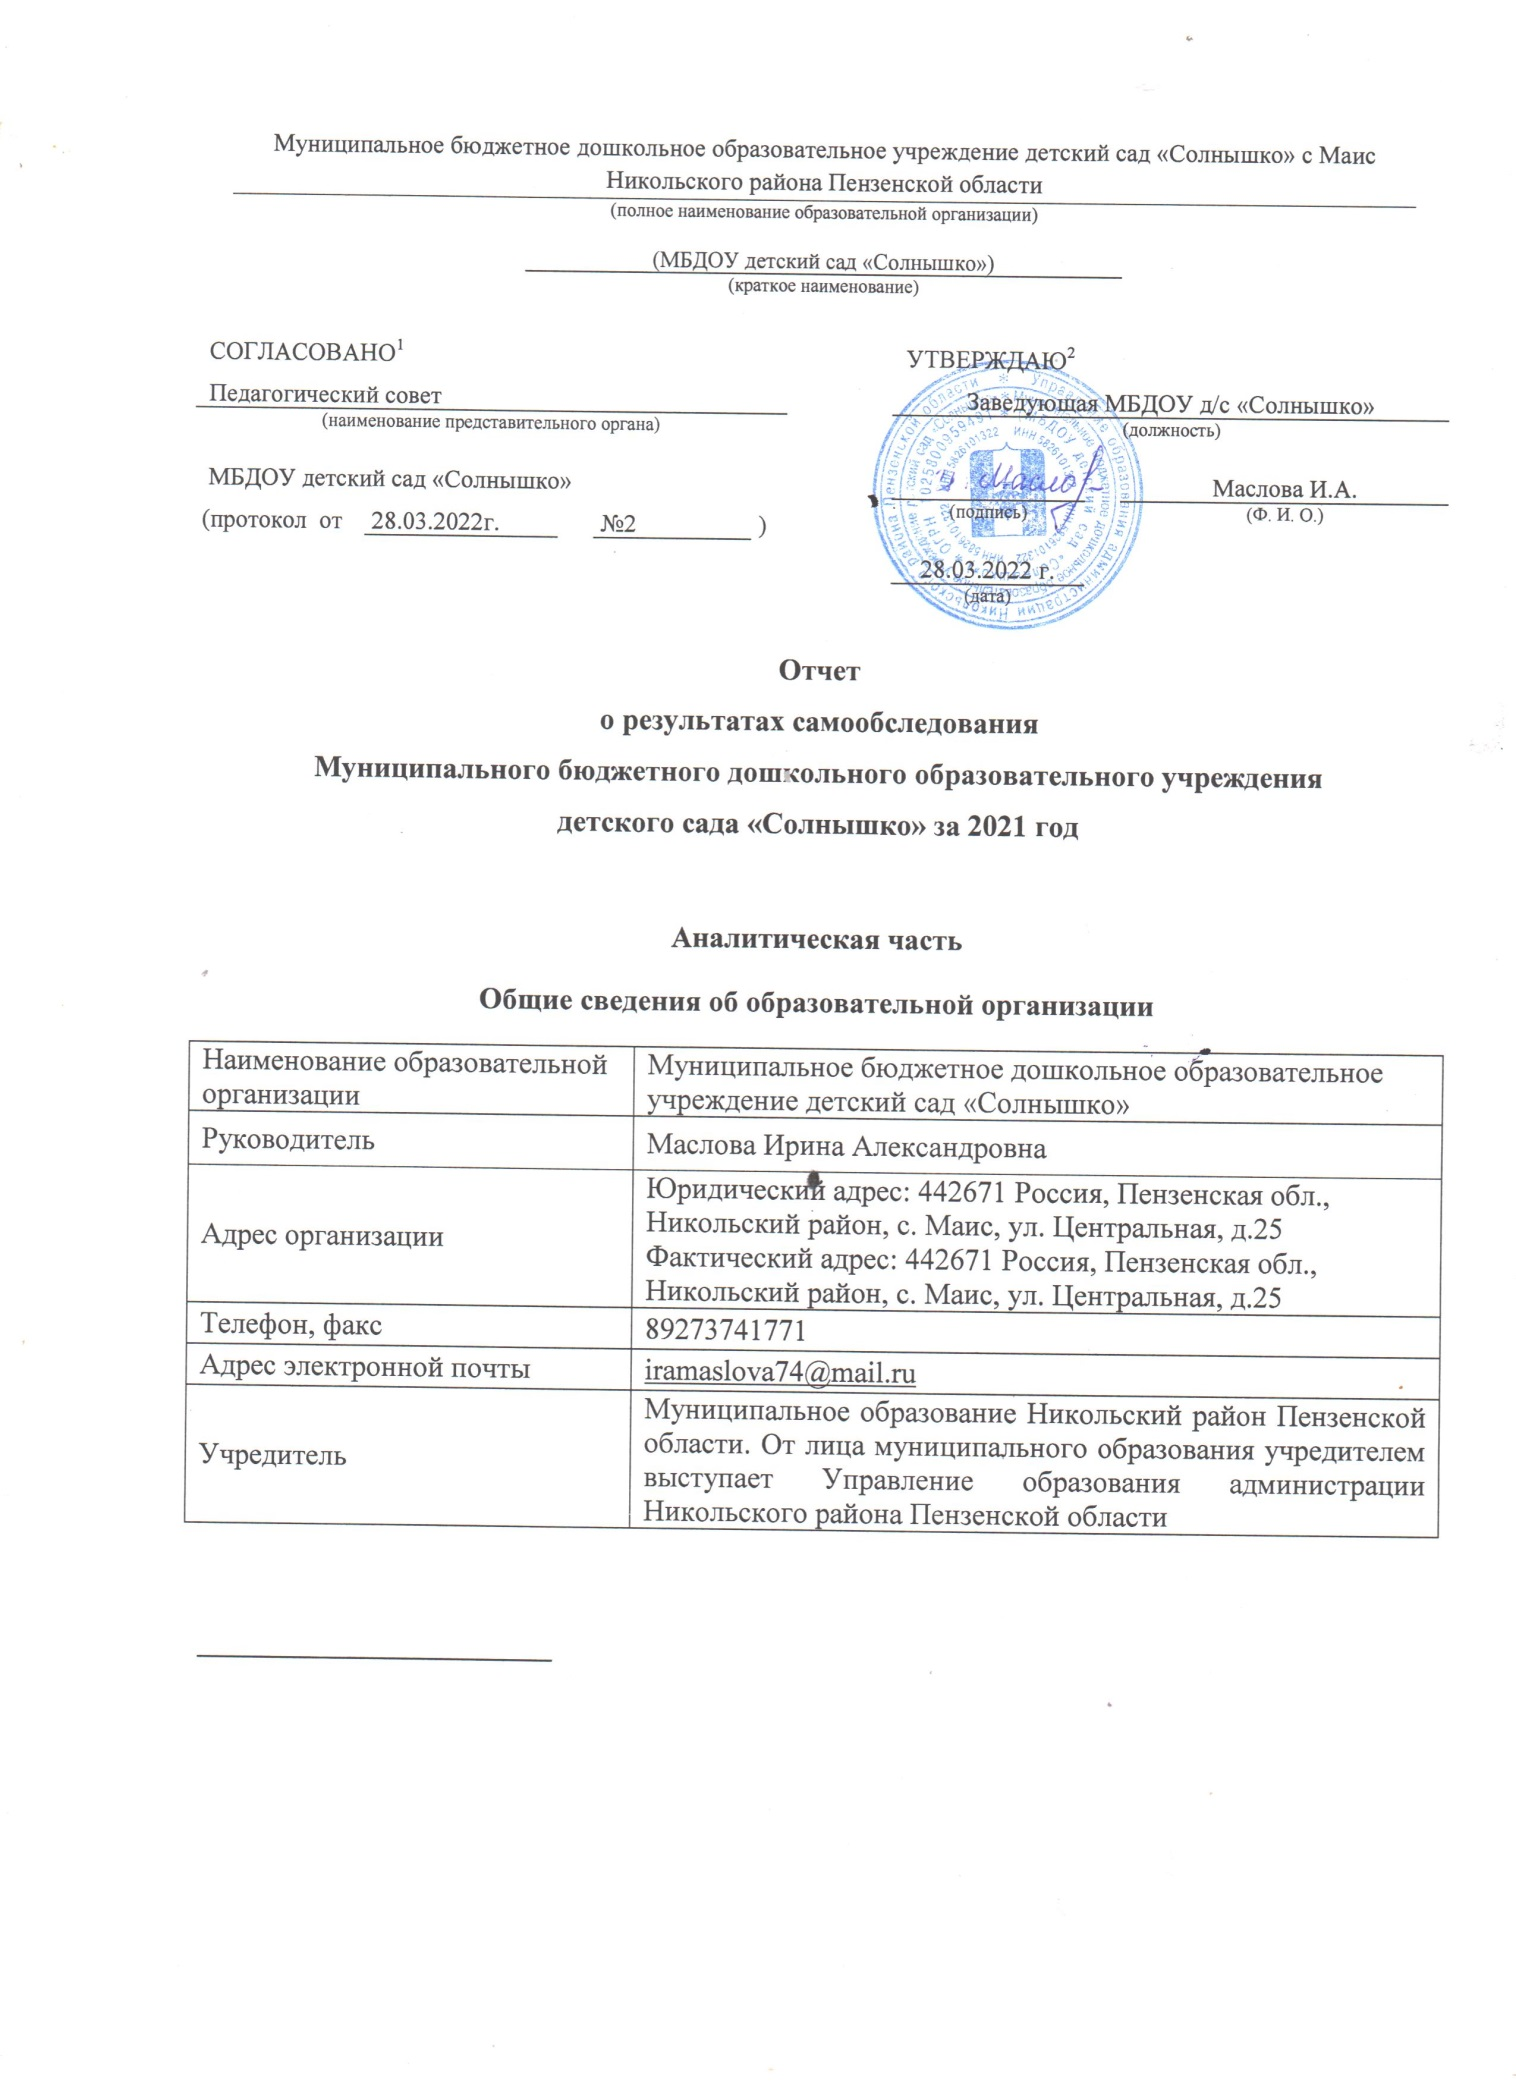 Муниципальное бюджетное дошкольное образовательное учреждение детский сад «Солнышко» с Маис
Никольского района Пензенской области
(полное наименование образовательной организации)
(МБДОУ детский сад «Солнышко»)
(краткое наименование)
СОГЛАСОВАНО1
Педагогический совет
(наименование представительного органа)
МБДОУ детский сад «Солнышко»
(протокол от 28.03.2022г. №2 )
УТВЕРЖДАЮ2
Заведующая МБДОУ д/с «Солнышко»
(должность)
Маслова И.А.
(подпись) (Ф. И. О.)
28.03.2022 г.
(дата)
Отчет
о результатах самообследования
Муниципального бюджетного дошкольного образовательного учреждения
детского сада «Солнышко» за 2021 год
Аналитическая часть
Общие сведения об образовательной организации
Наименование образовательной
организации
Муниципальное бюджетное дошкольное образовательное
учреждение детский сад «Солнышко»
Руководитель
Маслова Ирина Александровна
Адрес организации
Юридический адрес: 442671 Россия, Пензенская обл.,
Никольский район, с. Маис, ул. Центральная, д.25
Фактический адрес: 442671 Россия, Пензенская обл.,
Никольский район, с. Маис, ул. Центральная, д.25
Телефон, факс
89273741771
Адрес электронной почты
iramaslova74@mail.ru
Учредитель
Муниципальное образование Никольский район Пензенской
области. От лица муниципального образования учредителем
выступает Управление образования администрации
Никольского района Пензенской области